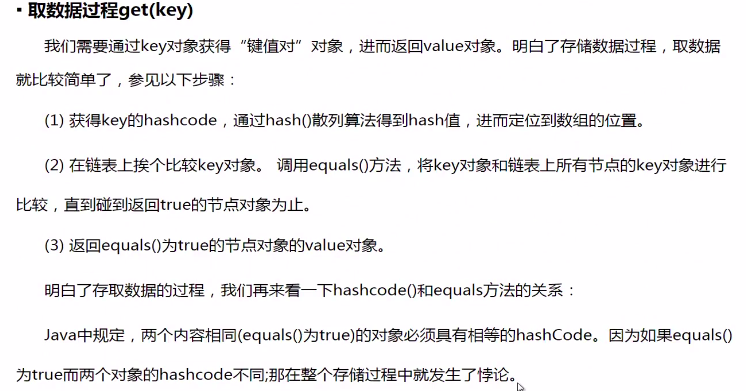 ▪ 取数据过程get(key)
我们需要通过key对象获得“键值对”对象，进而返回value对象。明白了存储数据过程，取数据
就比较简单了，参见以下步骤：
(1) 获得key的hashcode，通过hash()散列算法得到hash值，进而定位到数组的位置。
(2) 在链表上挨个比较key对象。 调用equals()方法，将key对象和链表上所有节点的key对象进行
比较，直到碰到返回true的节点对象为止。
(3) 返回equals()为true的节点对象的value对象。
明白了存取数据的过程，我们再来看一下hashcode()和equals方法的关系：
Java中规定，两个内容相同(equals()为true)的对象必须具有相等的hashCode。因为如果equals()
为true而两个对象的hashcode不同;那在整个存储过程中就发生了悖论。